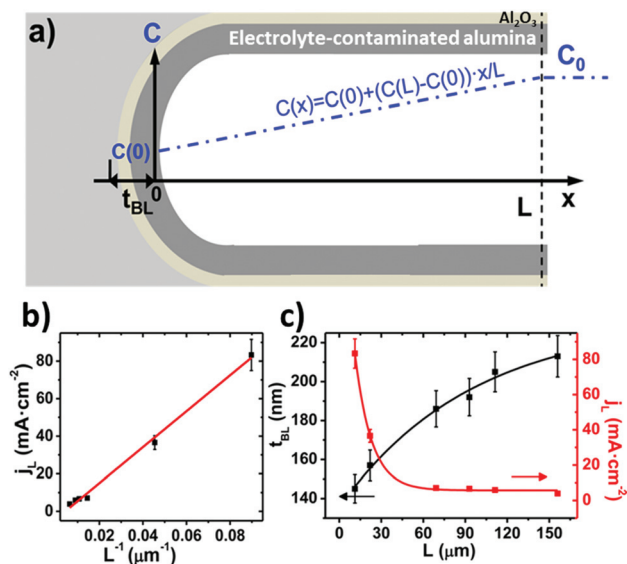 a)
C
Al₂O₃
Electrolyte-contaminated alumina
C₀
C(x)=C(0)+(C(L)-C(0))·x/L
C(0)
t_BL
0
L
x
b)
j_L (mA·cm⁻²)
80
60
40
20
0
0.02
0.04
0.06
0.08
L⁻¹ (μm⁻¹)
c)
t_BL (nm)
220
200
180
160
140
0
30
60
90
120
150
L (μm)
80
60
40
20
0
j_L (mA·cm⁻²)